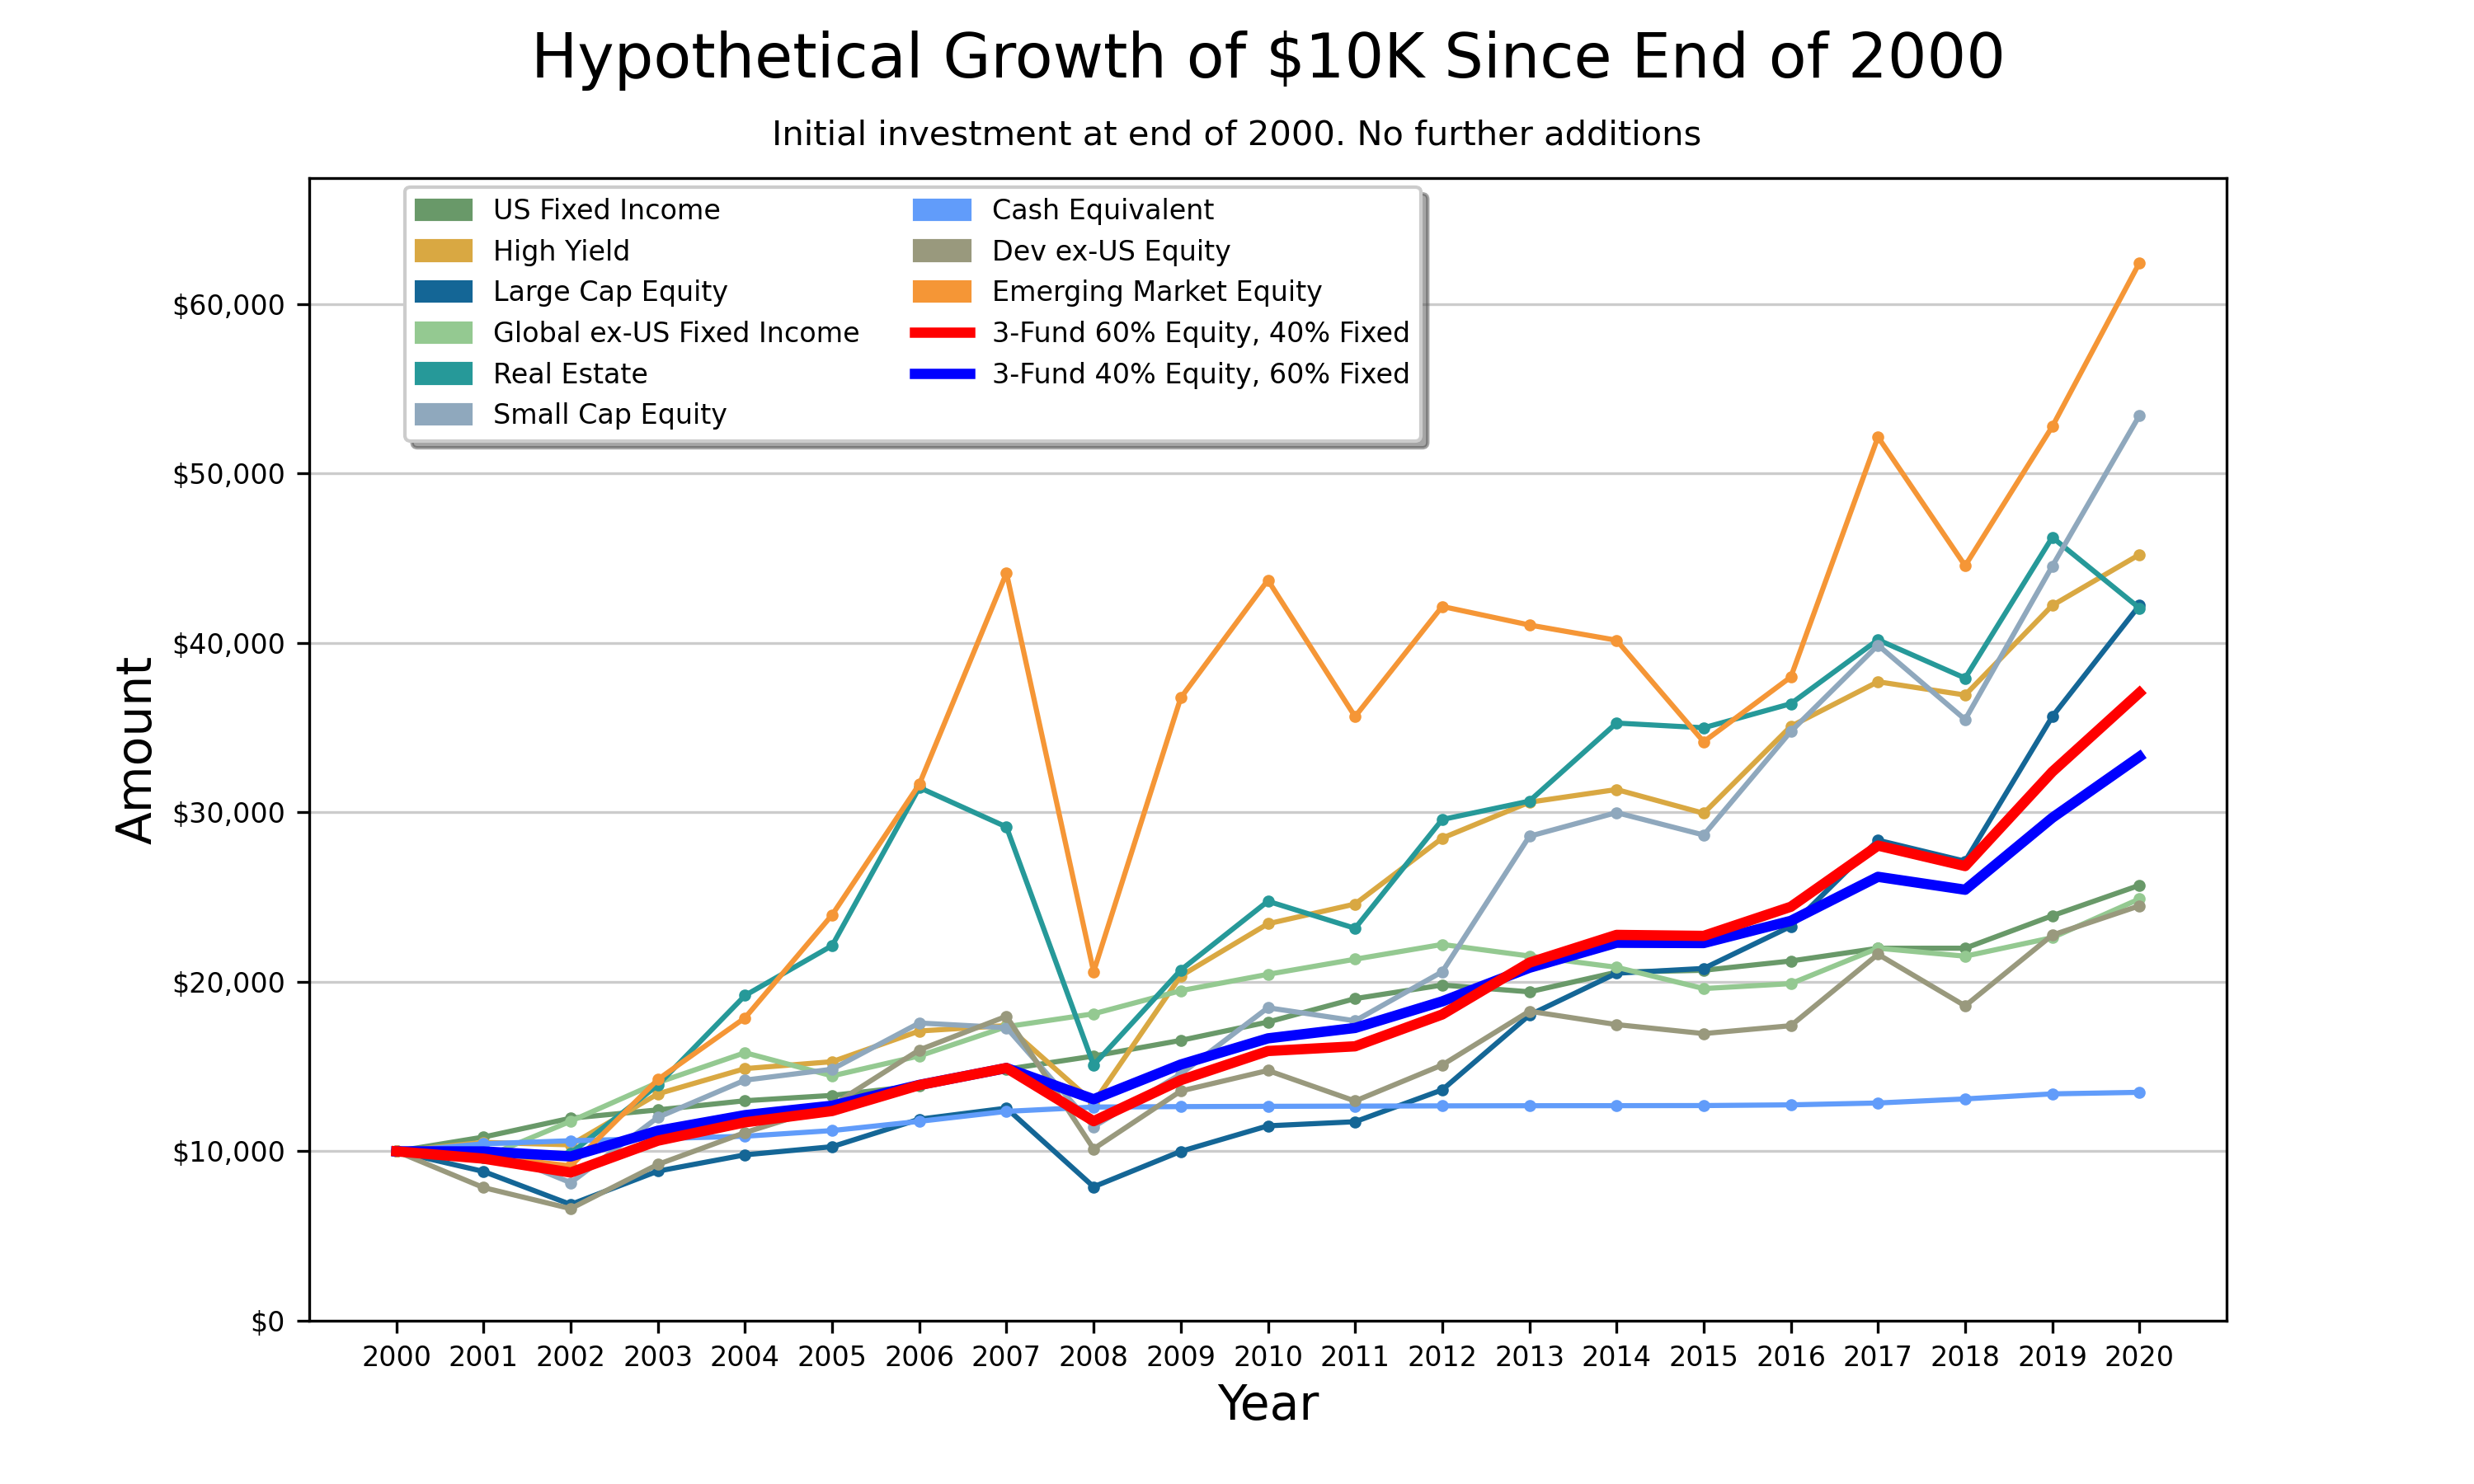 Hypothetical Growth of $10K Since End of 2000
Initial investment at end of 2000. No further additions
US Fixed Income
High Yield
Large Cap Equity
Global ex-US Fixed Income
Real Estate
Small Cap Equity
Cash Equivalent
Dev ex-US Equity
Emerging Market Equity
3-Fund 60% Equity, 40% Fixed
3-Fund 40% Equity, 60% Fixed
Amount
$60,000
$50,000
$40,000
$30,000
$20,000
$10,000
$0
2000 2001 2002 2003 2004 2005 2006 2007 2008 2009 2010 2011 2012 2013 2014 2015 2016 2017 2018 2019 2020
Year